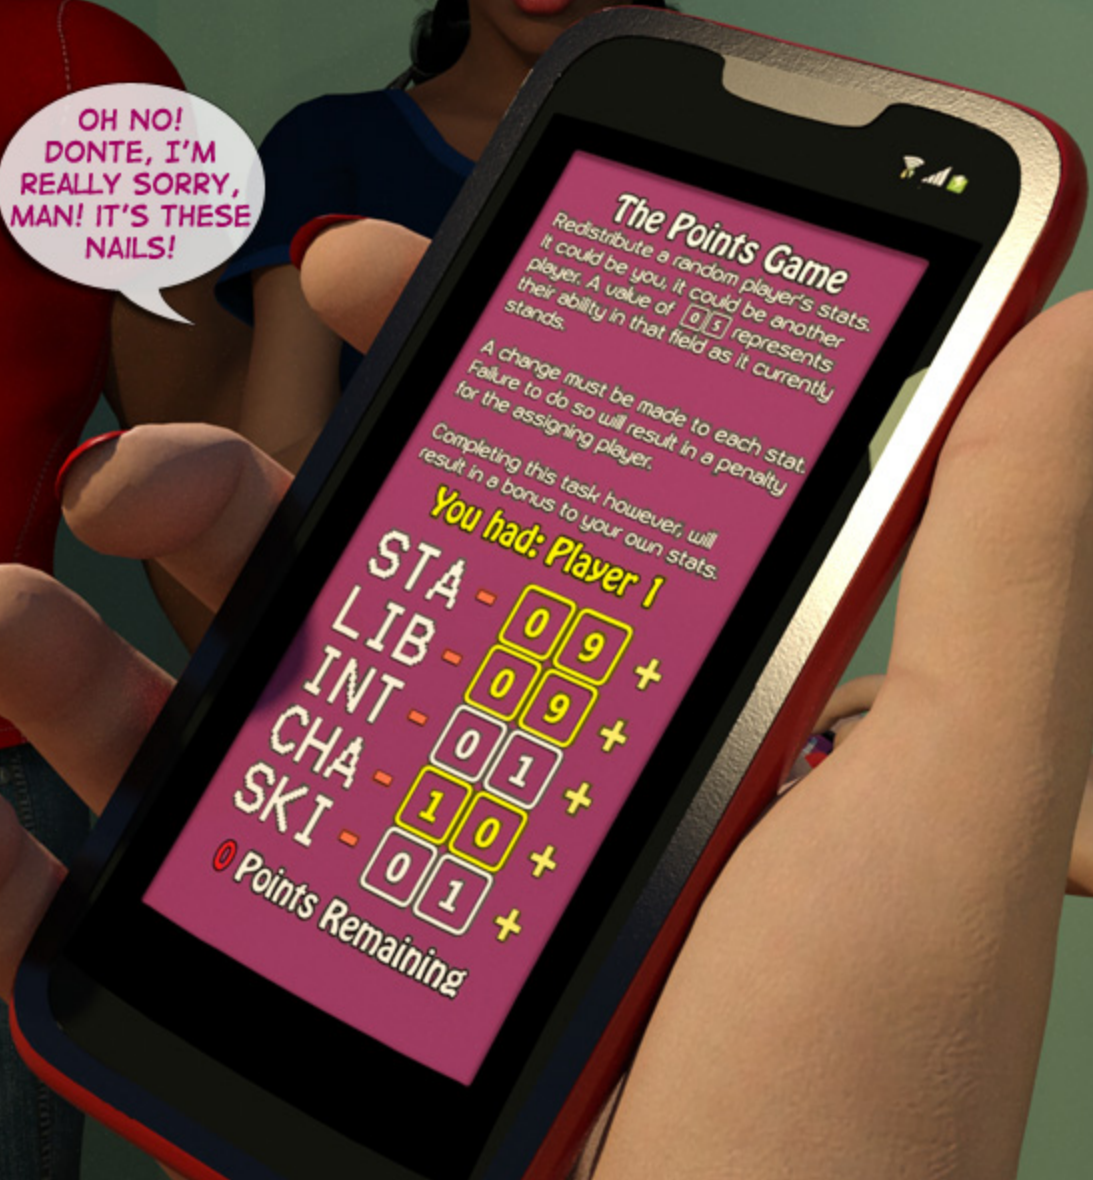 OH NO!
DONTE, I'M
REALLY SORRY,
MAN! IT'S THESE
NAILS!
The Points Game
Redistribute a random player's stats.
It could be you, it could be another
player. A value of 05 represents
their ability in that field as it currently
stands.
A change must be made to each stat.
Failure to do so will result in a penalty
for the assigning player.
Completing this task however, will
result in a bonus to your own stats.
You had: Player 1
STA - 09 +
LIB - 09 +
INT - 01 +
CHA - 10 +
SKI - 01 +
0 Points Remaining